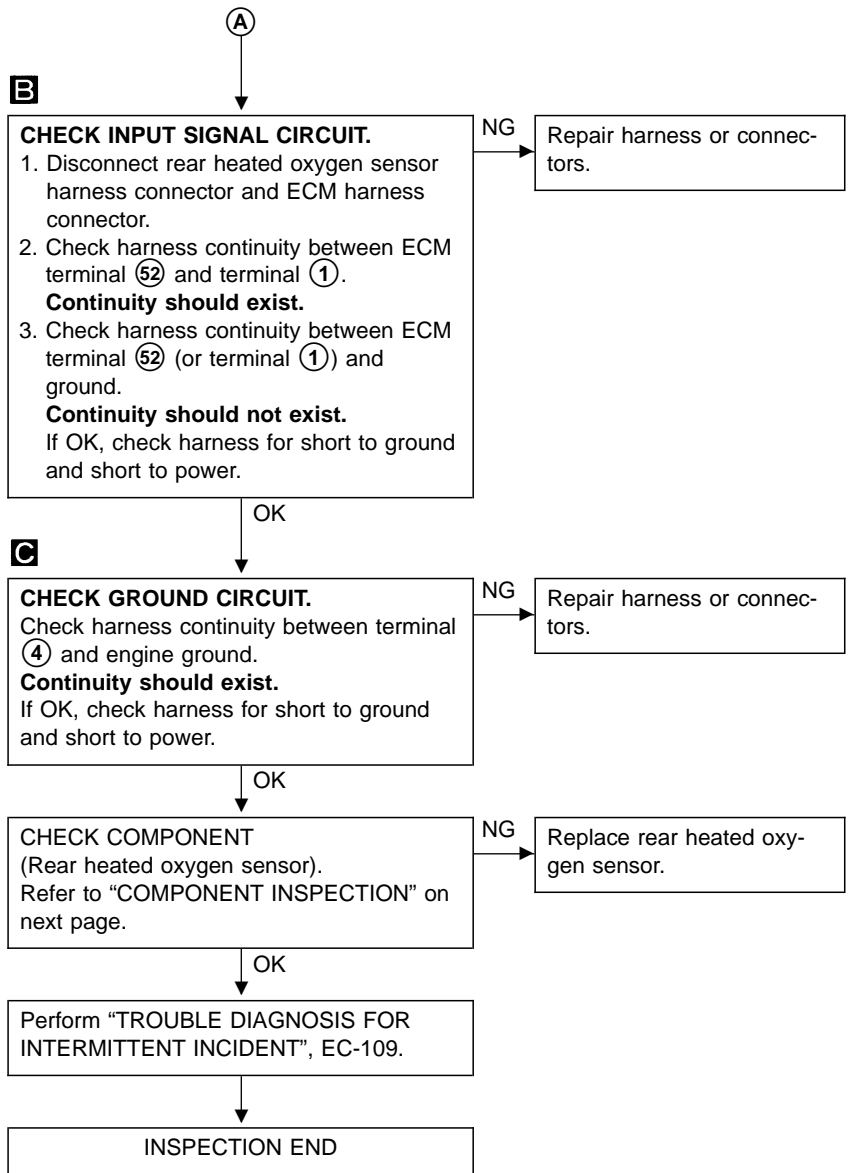 A
B
CHECK INPUT SIGNAL CIRCUIT.
1. Disconnect rear heated oxygen sensor
harness connector and ECM harness
connector.
2. Check harness continuity between ECM
terminal 52 and terminal 1.
Continuity should exist.
3. Check harness continuity between ECM
terminal 52 (or terminal 1) and
ground.
Continuity should not exist.
If OK, check harness for short to ground
and short to power.
NG
Repair harness or connec-
tors.
OK
C
CHECK GROUND CIRCUIT.
Check harness continuity between terminal
4 and engine ground.
Continuity should exist.
If OK, check harness for short to ground
and short to power.
NG
Repair harness or connec-
tors.
OK
CHECK COMPONENT
(Rear heated oxygen sensor).
Refer to “COMPONENT INSPECTION” on
next page.
NG
Replace rear heated oxy-
gen sensor.
OK
Perform “TROUBLE DIAGNOSIS FOR
INTERMITTENT INCIDENT”, EC-109.
INSPECTION END